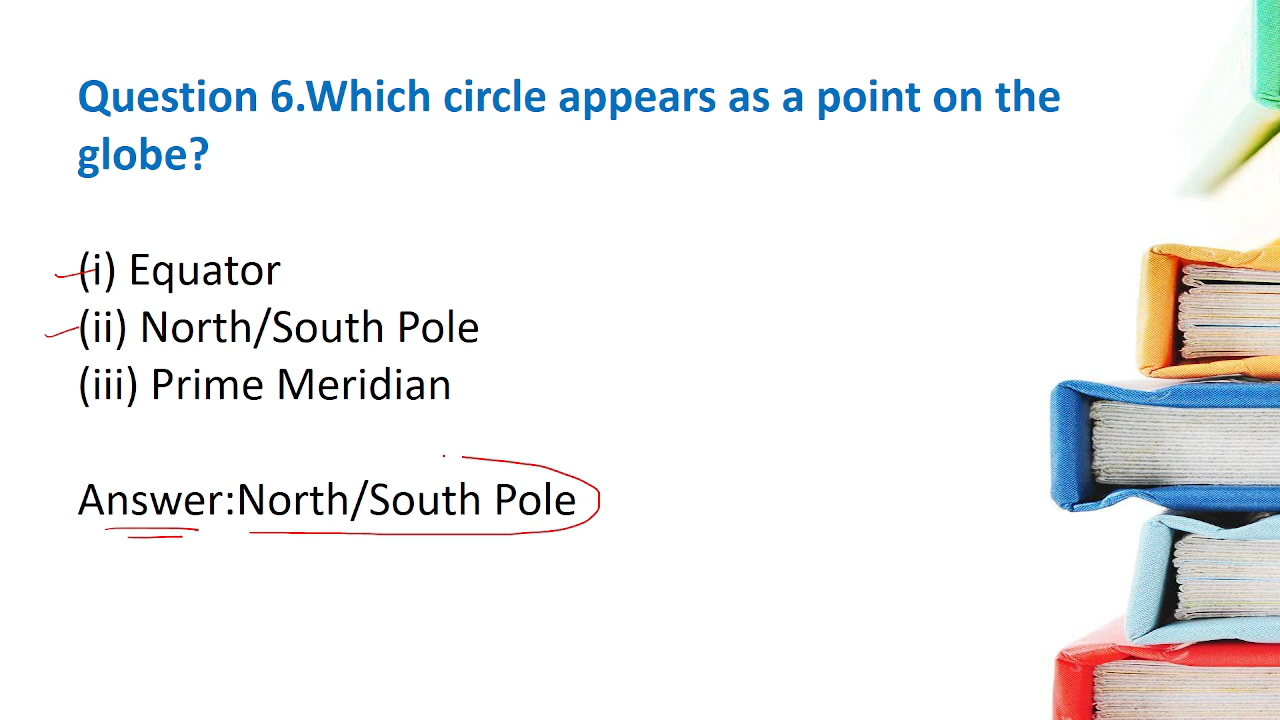 Question 6.Which circle appears as a point on the
globe?
(i) Equator
(ii) North/South Pole
(iii) Prime Meridian
Answer:North/South Pole